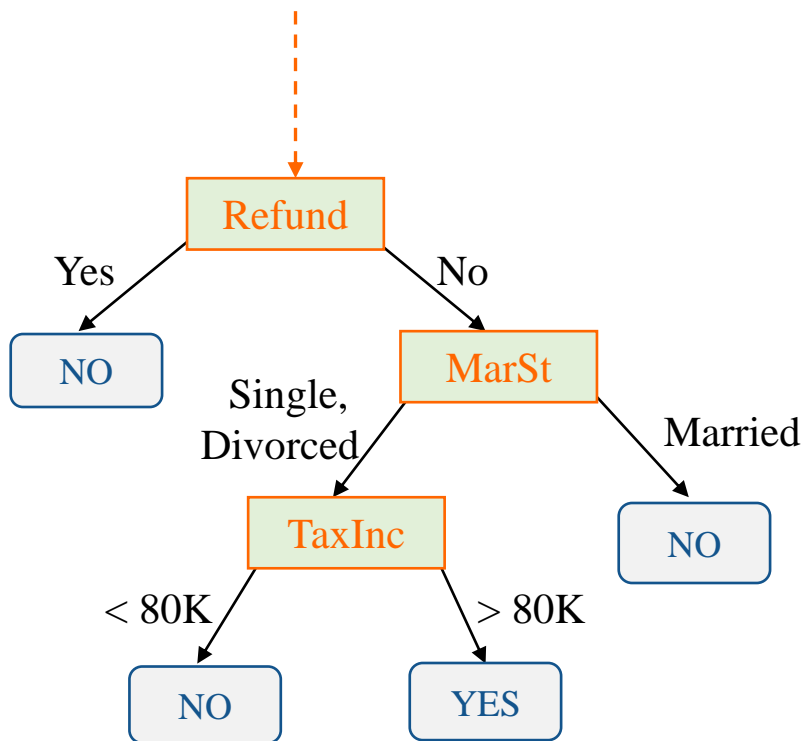 Refund
Yes
No
NO
MarSt
Single,
Divorced
Married
TaxInc
NO
< 80K
> 80K
NO
YES